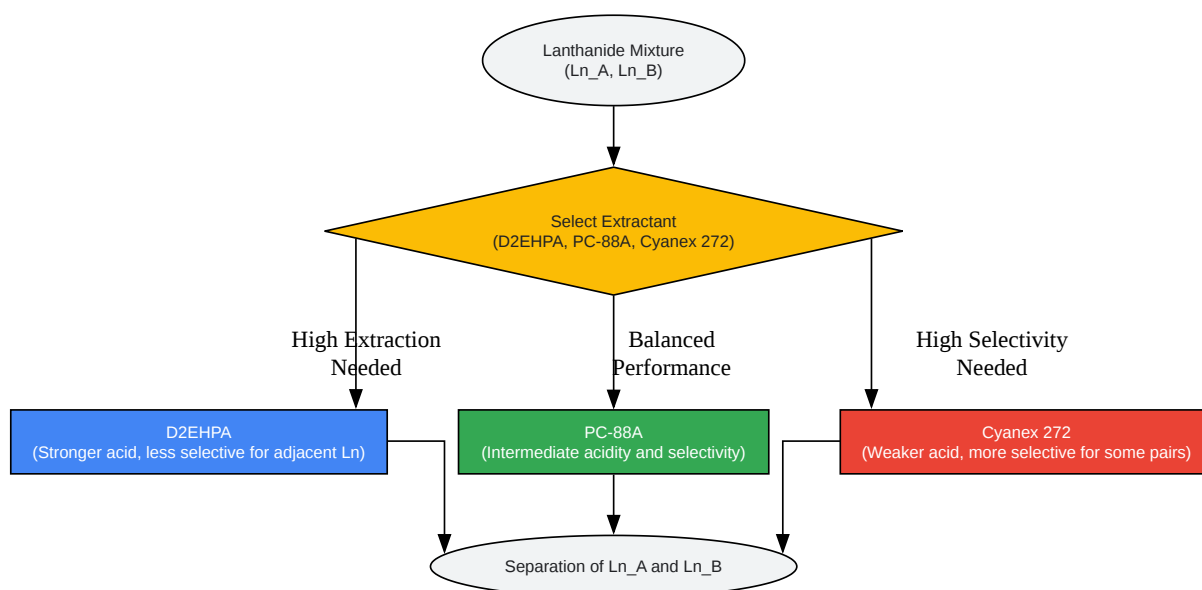 Lanthanide Mixture
(Ln_A, Ln_B)
Select Extractant
(D2EHPA, PC-88A, Cyanex 272)
High Extraction
Needed
Balanced
Performance
High Selectivity
Needed
D2EHPA
(Stronger acid, less selective for adjacent Ln)
PC-88A
(Intermediate acidity and selectivity)
Cyanex 272
(Weaker acid, more selective for some pairs)
Separation of Ln_A and Ln_B